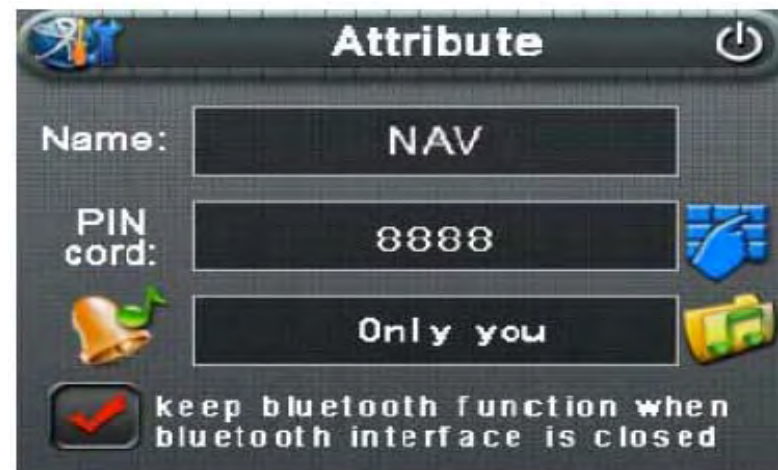 Attribute
Name:
NAV
PIN
cord:
8888
Only you
keep bluetooth function when
bluetooth interface is closed